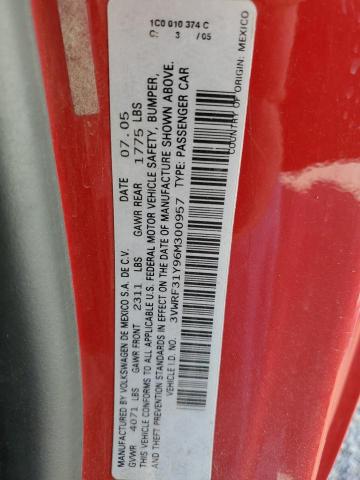 1C0 010 374 C
C: 3 /05
MANUFACTURED BY VOLKSWAGEN DE MEXICO S.A. DE C.V. DATE 07.05
GVWR 4071 LBS GAWR FRONT 2311 LBS GAWR REAR 1775 LBS
THIS VEHICLE CONFORMS TO ALL APPLICABLE U.S. FEDERAL MOTOR VEHICLE SAFETY, BUMPER,
AND THEFT PREVENTION STANDARDS IN EFFECT ON THE DATE OF MANUFACTURE SHOWN ABOVE.
VEHICLE I.D. NO. 3VWRF31Y96M300957 TYPE: PASSENGER CAR
COUNTRY OF ORIGIN: MEXICO